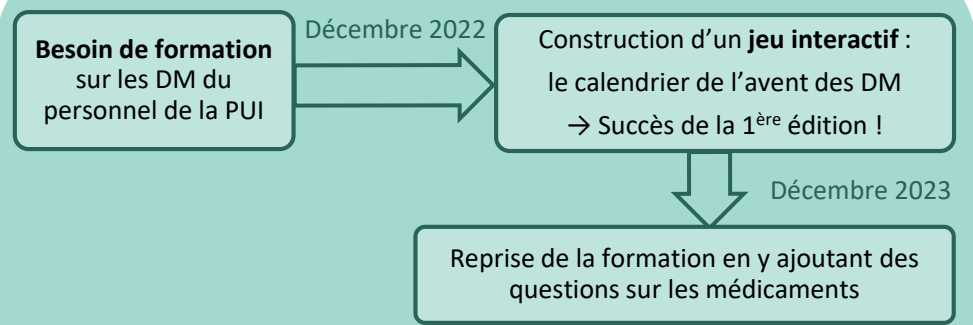 Besoin de formation
sur les DM du
personnel de la PUI
Décembre 2022
Construction d’un jeu interactif :
le calendrier de l’avent des DM
→ Succès de la 1ère édition !
Décembre 2023
Reprise de la formation en y ajoutant des
questions sur les médicaments